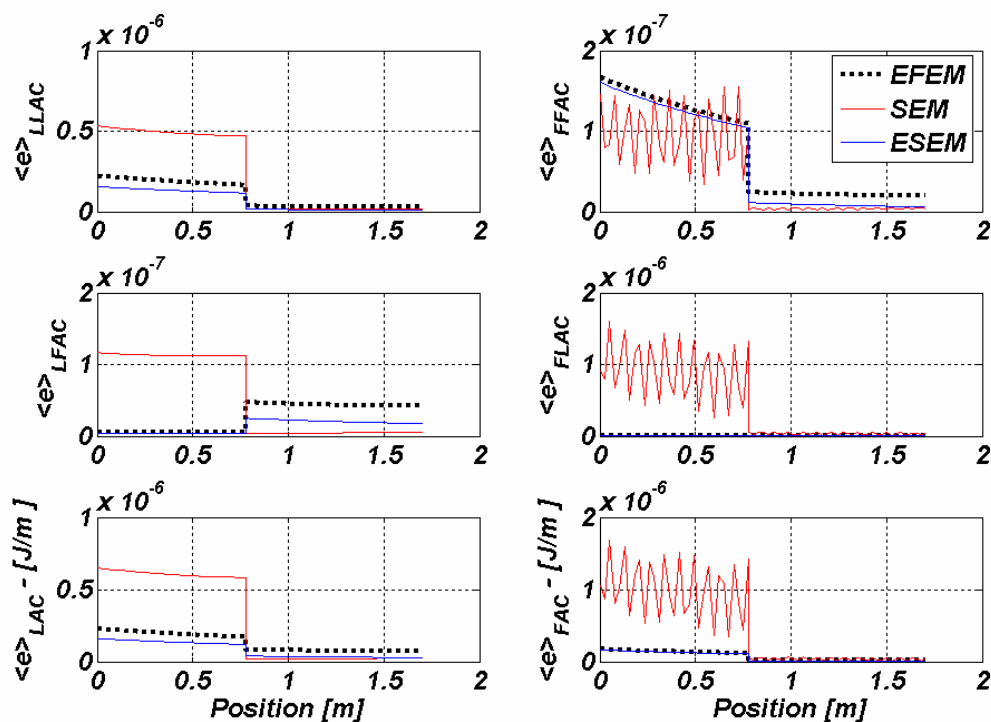 x 10^-6
<e>_LLAC
1
0.5
0
0 0.5 1 1.5 2
x 10^-7
<e>_FFAC
2
1
0
0 0.5 1 1.5 2
EFEM
SEM
ESEM
x 10^-7
<e>_LFAC
2
1
0
0 0.5 1 1.5 2
x 10^-6
<e>_FLAC
2
1
0
0 0.5 1 1.5 2
x 10^-6
<e>_LAC - [J/m]
1
0.5
0
0 0.5 1 1.5 2
Position [m]
x 10^-6
<e>_FAC - [J/m]
2
1
0
0 0.5 1 1.5 2
Position [m]